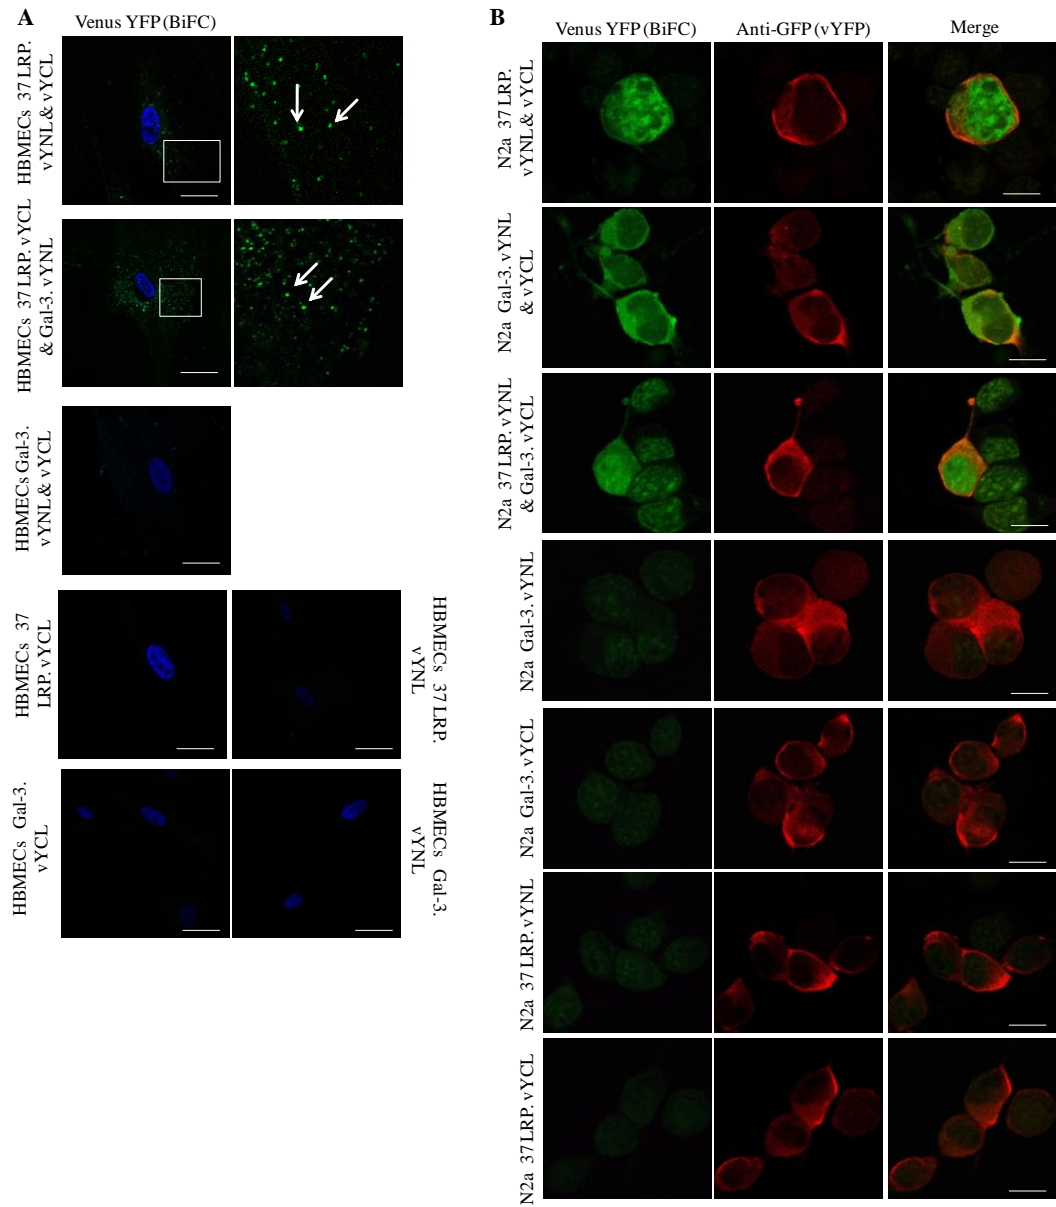 A
Venus YFP (BiFC)
HBMECs 37 LRP.
vYNL & vYCL
HBMECs 37 LRP. vYCL
& Gal-3. vYNL
HBMECs Gal-3.
vYNL & vYCL
HBMECs 37
LRP. vYCL
HBMECs 37 LRP.
vYNL
HBMECs Gal-3.
vYCL
HBMECs Gal-3.
vYNL
B
Venus YFP (BiFC)
Anti-GFP (vYFP)
Merge
N2a 37 LRP.
vYNL & vYCL
N2a Gal-3. vYNL
& vYCL
N2a 37 LRP. vYNL
& Gal-3. vYCL
N2a Gal-3. vYNL
N2a Gal-3. vYCL
N2a 37 LRP. vYNL
N2a 37 LRP. vYCL